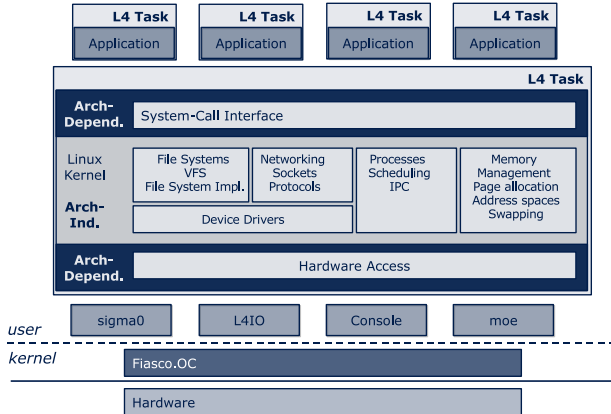 L4 Task L4 Task L4 Task L4 Task
Application Application Application Application
L4 Task
Arch-
Depend.
System-Call Interface
Linux
Kernel
Arch-
Ind.
File Systems
VFS
File System Impl.
Networking
Sockets
Protocols
Processes
Scheduling
IPC
Memory
Management
Page allocation
Address spaces
Swapping
Device Drivers
Arch-
Depend.
Hardware Access
sigma0 L4IO Console moe
user
kernel
Fiasco.OC
Hardware